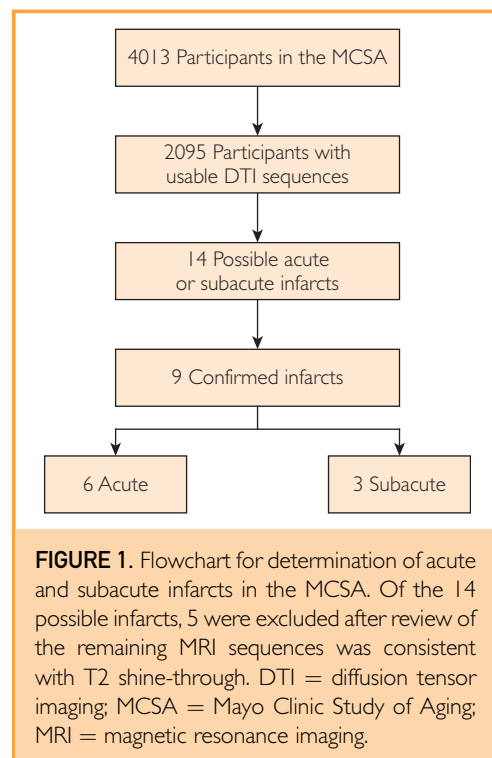 4013 Participants in the MCSA
2095 Participants with
usable DTI sequences
14 Possible acute
or subacute infarcts
9 Confirmed infarcts
6 Acute
3 Subacute
FIGURE 1. Flowchart for determination of acute
and subacute infarcts in the MCSA. Of the 14
possible infarcts, 5 were excluded after review of
the remaining MRI sequences was consistent
with T2 shine-through. DTI = diffusion tensor
imaging; MCSA = Mayo Clinic Study of Aging;
MRI = magnetic resonance imaging.